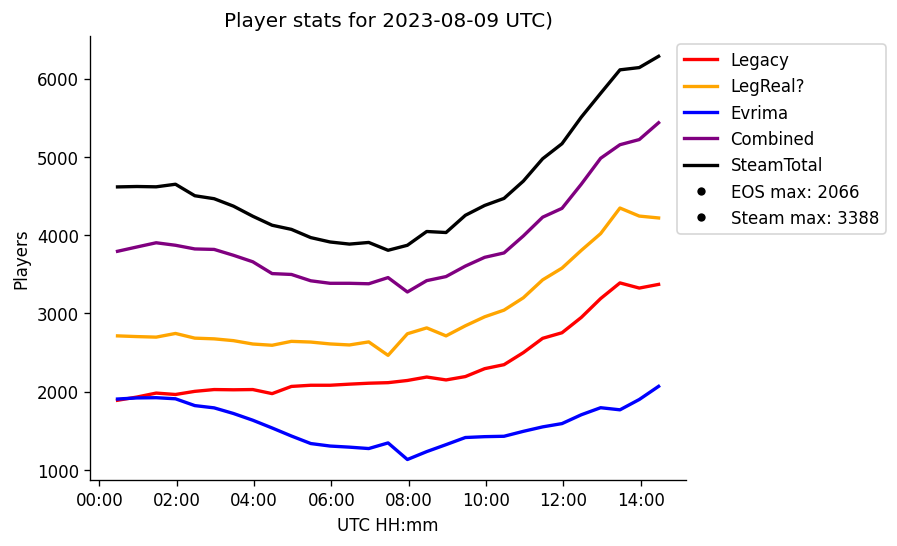 Player stats for 2023-08-09 UTC)
6000
5000
4000
3000
2000
1000
Players
00:00 02:00 04:00 06:00 08:00 10:00 12:00 14:00
UTC HH:mm
Legacy
LegReal?
Evrima
Combined
SteamTotal
EOS max: 2066
Steam max: 3388